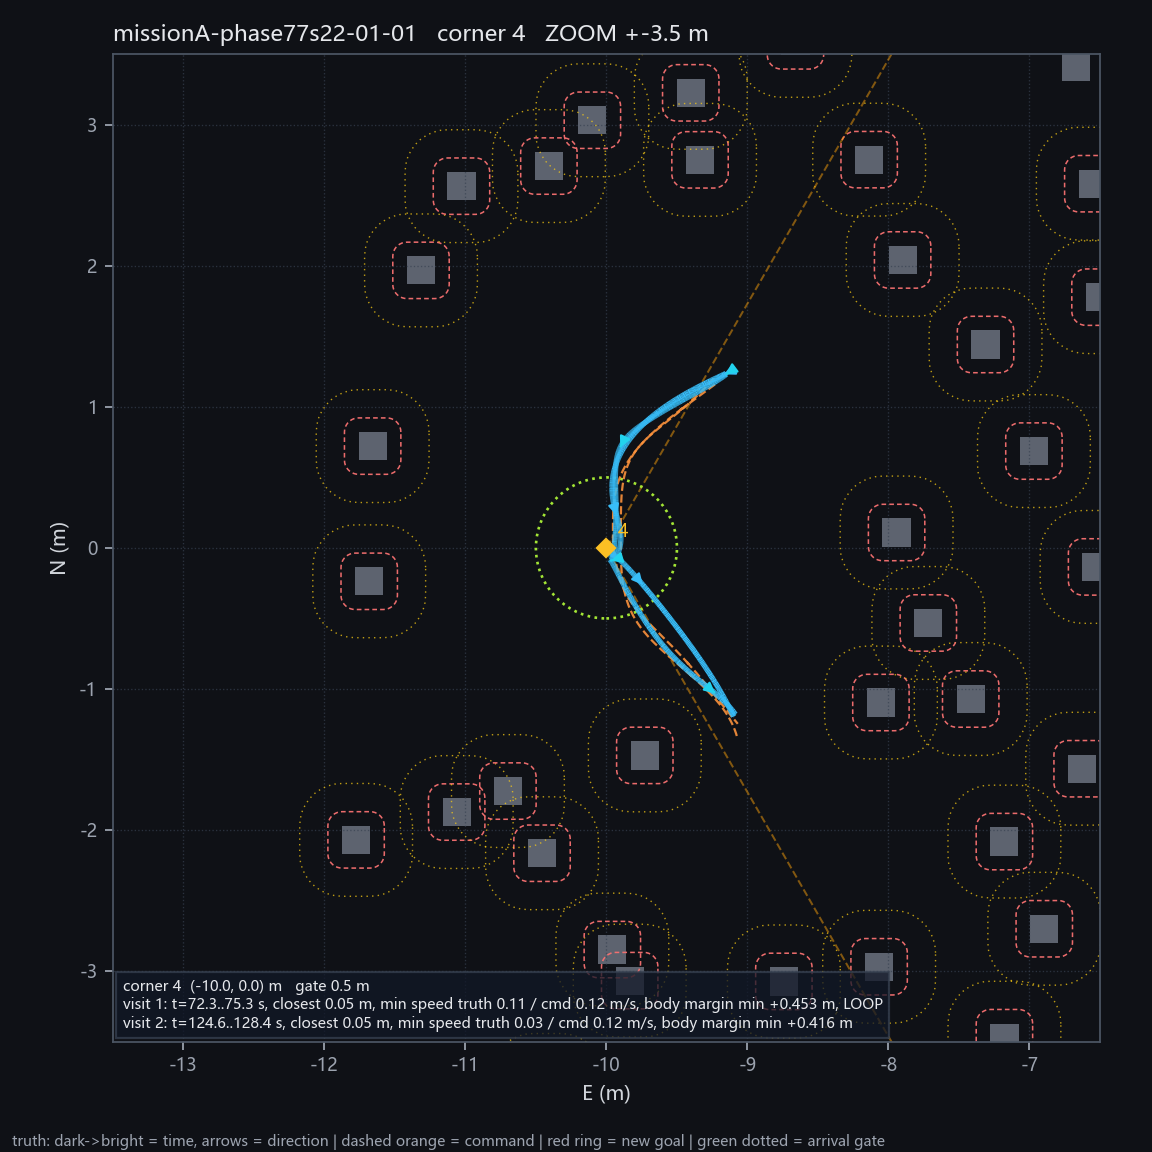 missionA-phase77s22-01-01   corner 4   ZOOM +-3.5 m
N (m)
3
2
1
0
-1
-2
-3
4
corner 4  (-10.0, 0.0) m   gate 0.5 m
visit 1: t=72.3..75.3 s, closest 0.05 m, min speed truth 0.11 / cmd 0.12 m/s, body margin min +0.453 m, LOOP
visit 2: t=124.6..128.4 s, closest 0.05 m, min speed truth 0.03 / cmd 0.12 m/s, body margin min +0.416 m
-13 -12 -11 -10 -9 -8 -7
E (m)
truth: dark->bright = time, arrows = direction | dashed orange = command | red ring = new goal | green dotted = arrival gate